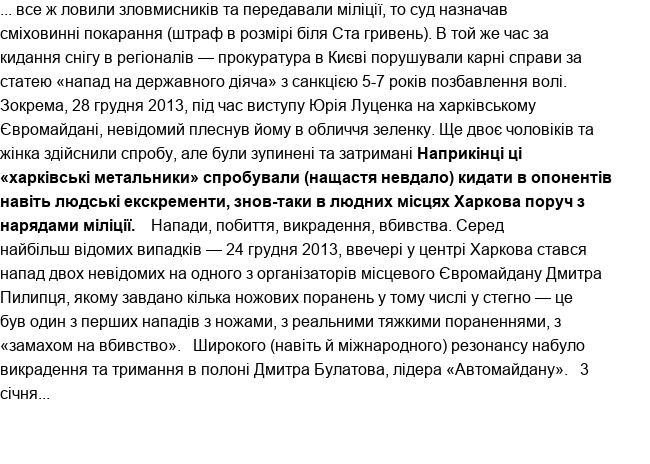 ... все ж ловили зловмисників та передавали міліції, то суд назначав
сміховинні покарання (штраф в розмірі біля Ста гривень). В той же час за
кидання снігу в регіоналів — прокуратура в Києві порушували карні справи за
статею «напад на державного діяча» з санкцією 5-7 років позбавлення волі.
Зокрема, 28 грудня 2013, під час виступу Юрія Луценка на харківському
Євромайдані, невідомий плеснув йому в обличчя зеленку. Ще двоє чоловіків та
жінка здійснили спробу, але були зупинені та затримані Наприкінці ці
«харківські метальники» спробували (нащастя невдало) кидати в опонентів
навіть людські екскременти, знов-таки в людних місцях Харкова поруч з
нарядами міліції. Напади, побиття, викрадення, вбивства. Серед
найбільш відомих випадків — 24 грудня 2013, ввечері у центрі Харкова стався
напад двох невідомих на одного з організаторів місцевого Євромайдану Дмитра
Пилипця, якому завдано кілька ножових поранень у тому числі у стегно — це
був один з перших нападів з ножами, з реальними тяжкими пораненнями, з
«замахом на вбивство». Широкого (навіть й міжнародного) резонансу набуло
викрадення та тримання в полоні Дмитра Булатова, лідера «Автомайдану». 3
січня...